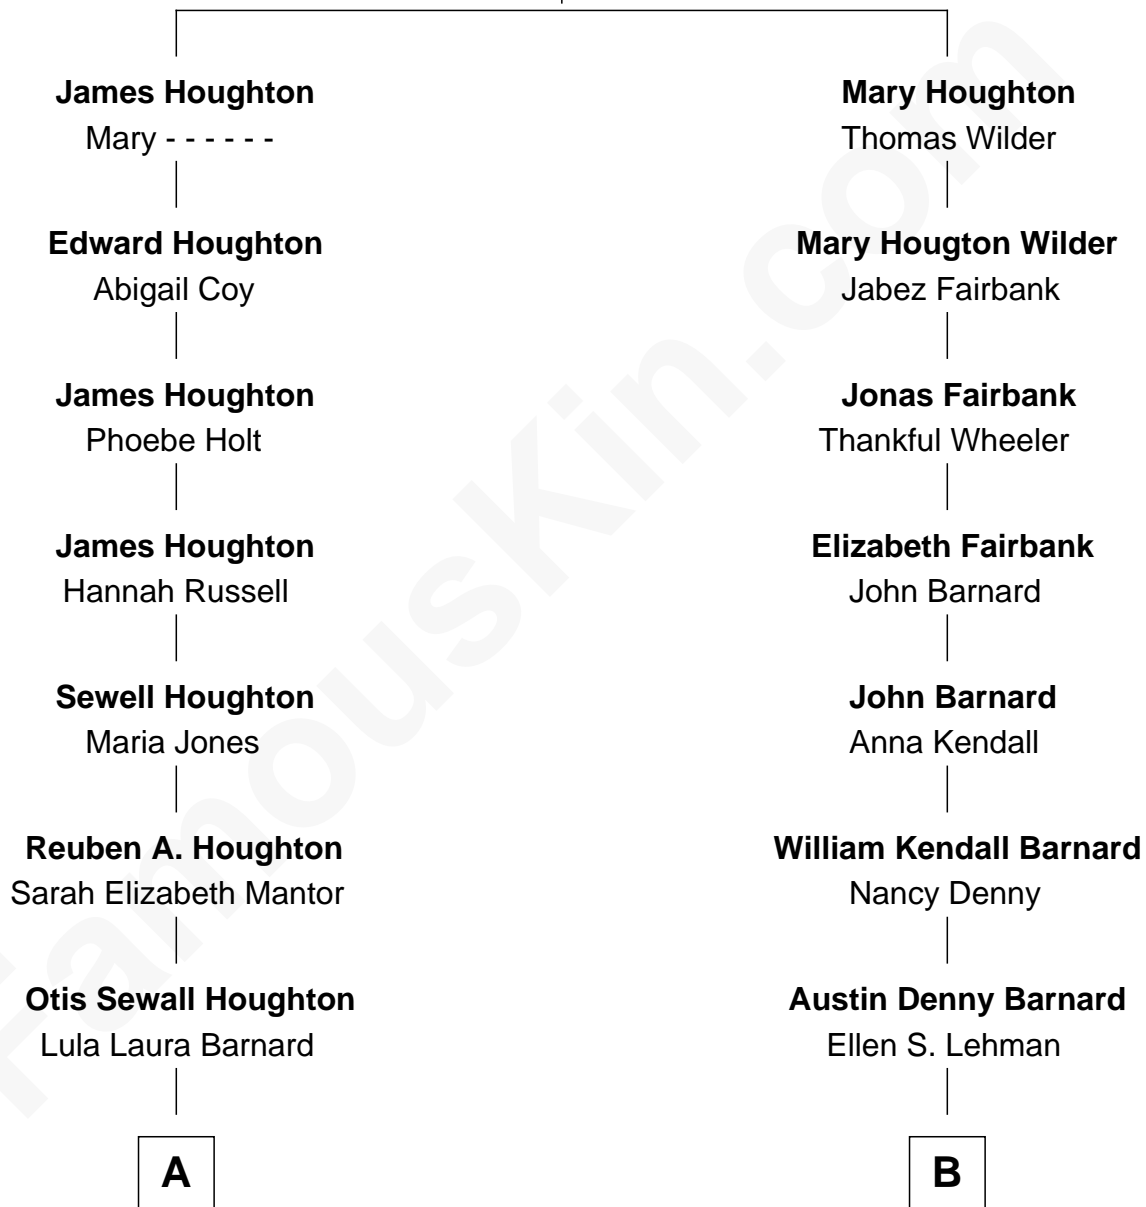 James Houghton
Mary - - - - - -
Mary Houghton
Thomas Wilder
Edward Houghton
Abigail Coy
Mary Hougton Wilder
Jabez Fairbank
James Houghton
Phoebe Holt
Jonas Fairbank
Thankful Wheeler
James Houghton
Hannah Russell
Elizabeth Fairbank
John Barnard
Sewell Houghton
Maria Jones
John Barnard
Anna Kendall
Reuben A. Houghton
Sarah Elizabeth Mantor
William Kendall Barnard
Nancy Denny
Otis Sewall Houghton
Lula Laura Barnard
Austin Denny Barnard
Ellen S. Lehman
A
B
FamousKin.com